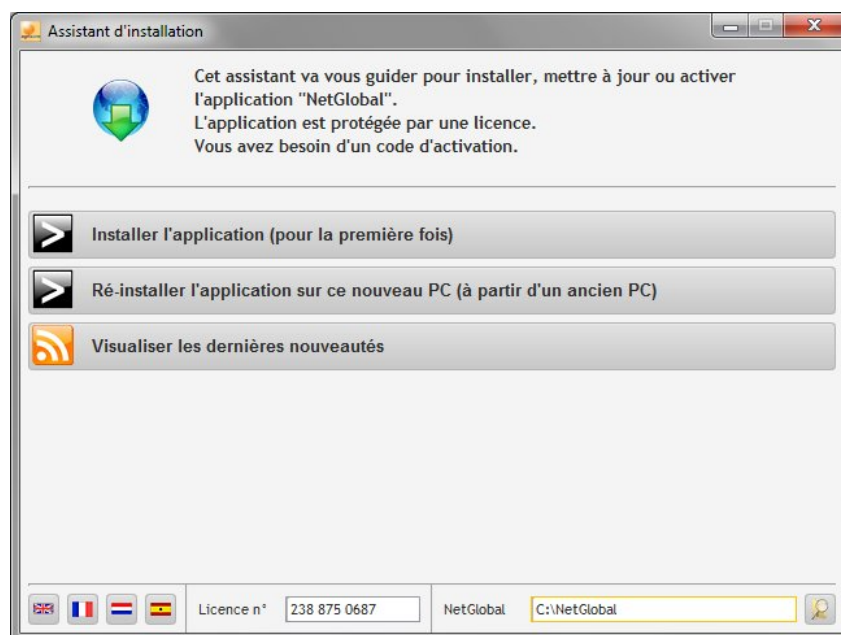 Assistant d'installation
Cet assistant va vous guider pour installer, mettre à jour ou activer
l'application "NetGlobal".
L'application est protégée par une licence.
Vous avez besoin d'un code d'activation.
Installer l'application (pour la première fois)
Ré-installer l'application sur ce nouveau PC (à partir d'un ancien PC)
Visualiser les dernières nouveautés
Licence n° 238 875 0687 NetGlobal C:\NetGlobal